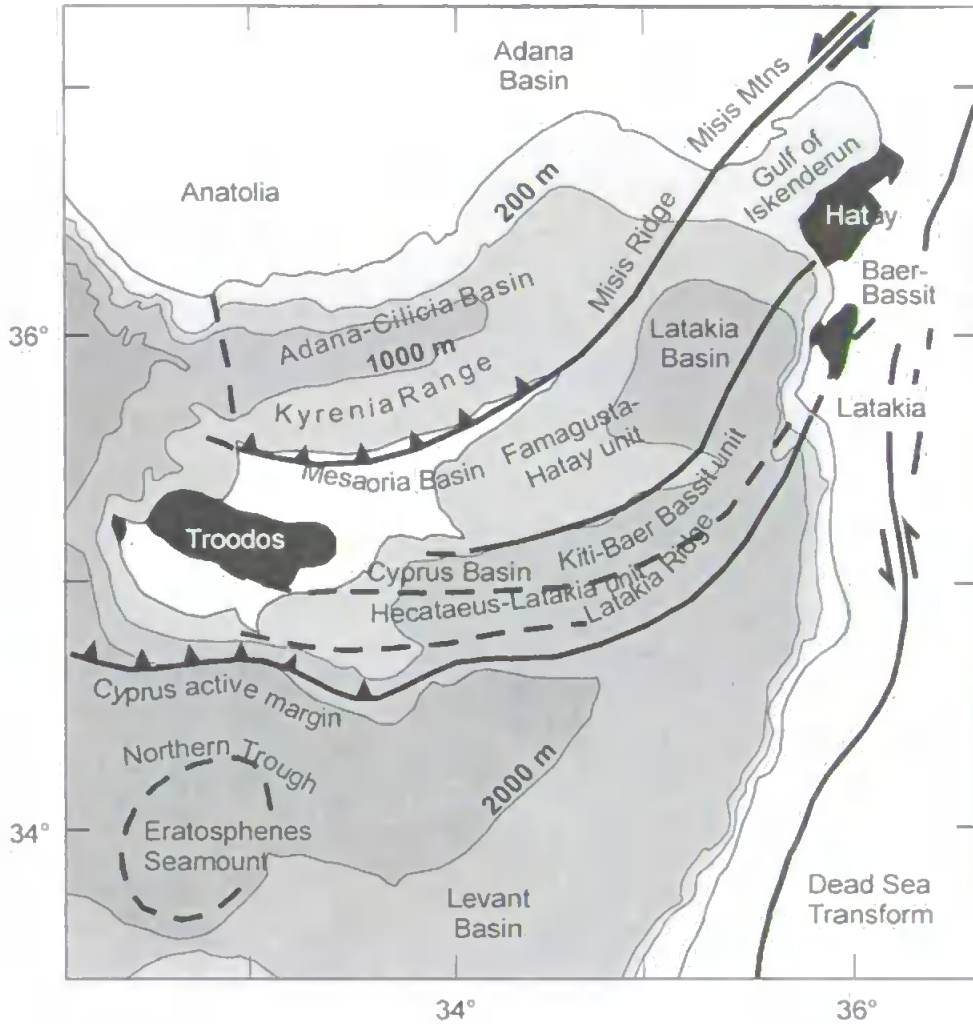 Adana
Basin
Misis Mtns
Gulf of
Iskenderun
Anatolia
200 m
Hatay
Misis Ridge
Baer-
Bassit
36°
Adana-Cilicia Basin
Latakia
Basin
1000 m
Kyrenia Range
Latakia
Famagusta-
Hatay unit
Mesaoria Basin
Troodos
Kiti-Baer Bassit unit
Cyprus Basin
Hecataeus-Latakia unit
Latakia Ridge
Cyprus active margin
Northern Trough
2000 m
34°
Eratosphenes
Seamount
Levant
Basin
Dead Sea
Transform
34°
36°